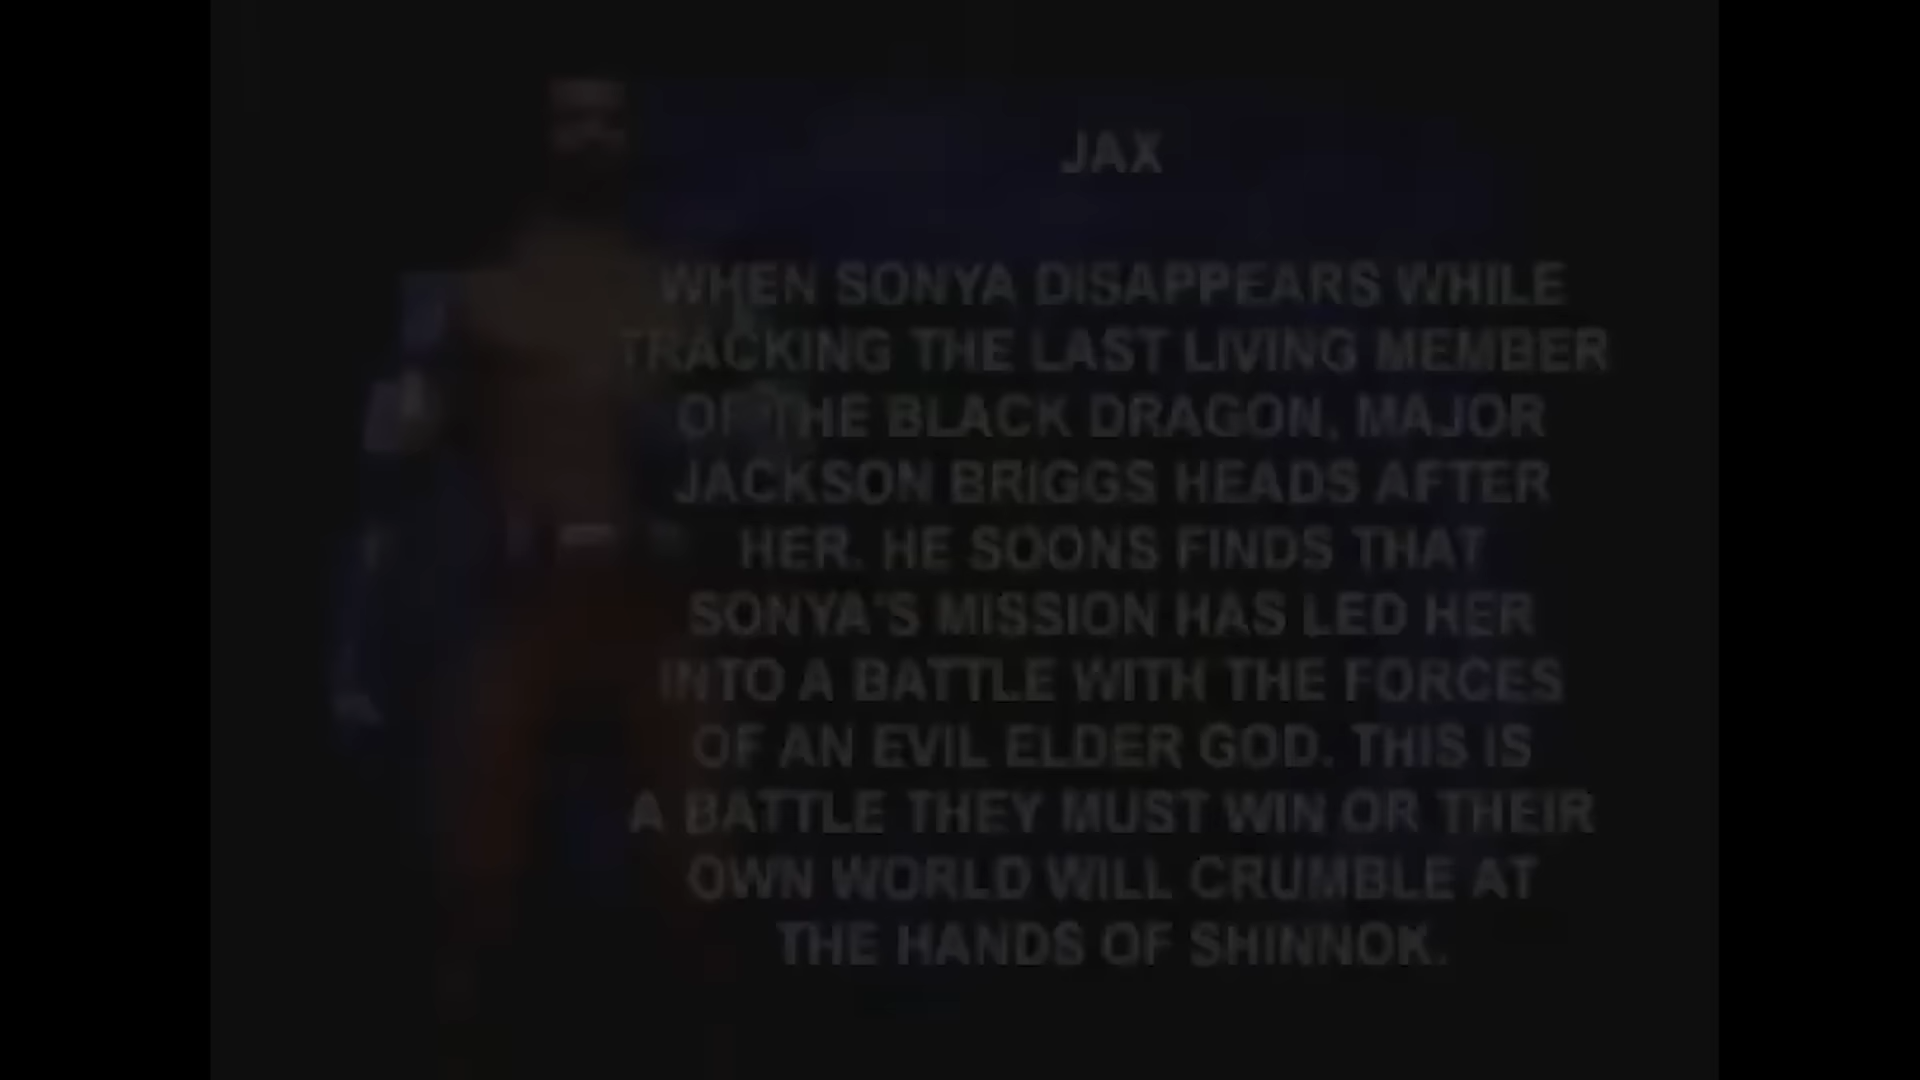 JAX
WHEN SONYA DISAPPEARS WHILE
TRACKING THE LAST LIVING MEMBER
OF THE BLACK DRAGON, MAJOR
JACKSON BRIGGS HEADS AFTER
HER. HE SOONS FINDS THAT
SONYA'S MISSION HAS LED HER
INTO A BATTLE WITH THE FORCES
OF AN EVIL ELDER GOD. THIS IS
A BATTLE THEY MUST WIN OR THEIR
OWN WORLD WILL CRUMBLE AT
THE HANDS OF SHINNOK.